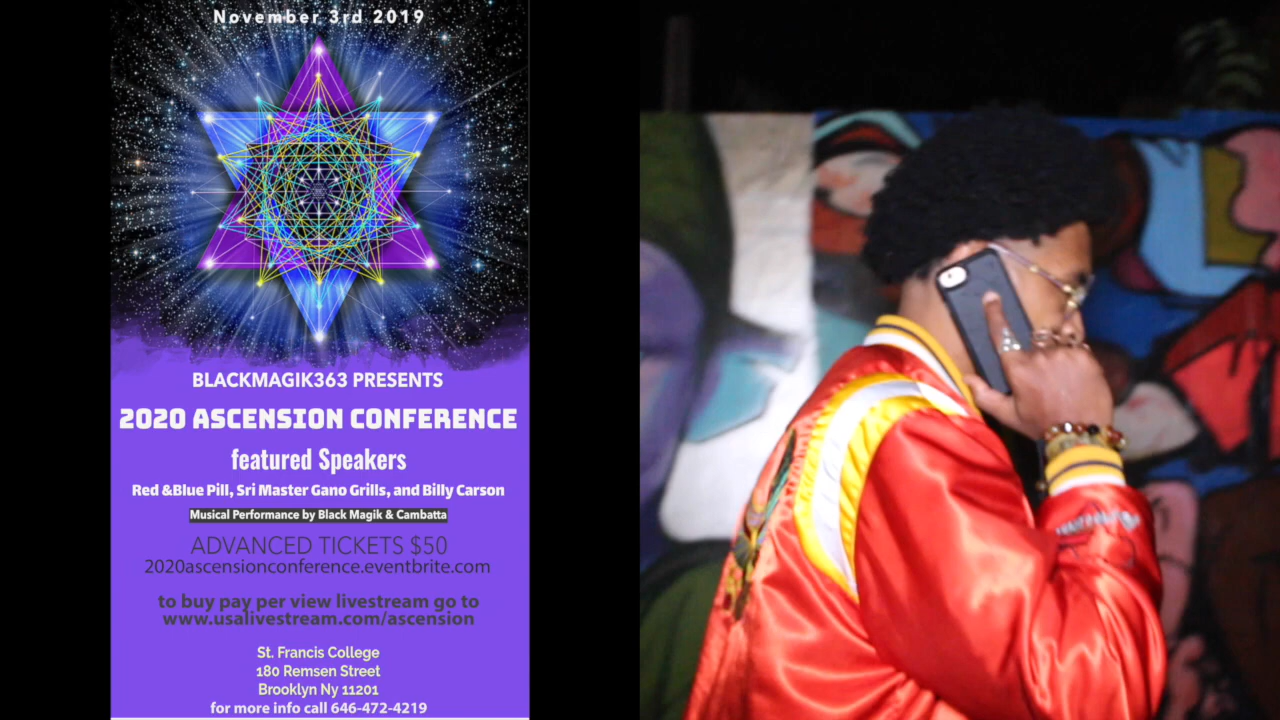 November 3rd 2019
BLACKMAGIK363 PRESENTS
2020 ASCENSION CONFERENCE
featured Speakers
Red &Blue Pill, Sri Master Gano Grills, and Billy Carson
Musical Performance by Black Magik & Cambatta
ADVANCED TICKETS $50
2020ascensionconference.eventbrite.com
to buy pay per view livestream go to
www.usalivestream.com/ascension
St. Francis College
180 Remsen Street
Brooklyn Ny 11201
for more info call 646-472-4219